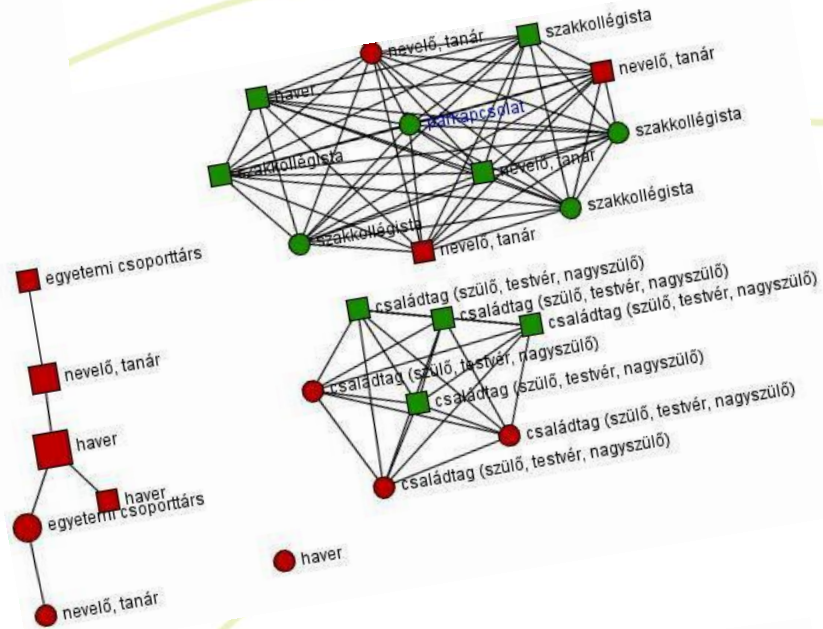 szakkollégista
nevelő, tanár
nevelő, tanár
haver
párkapcsolat
szakkollégista
szakkollégista
nevelő, tanár
szakkollégista
szakkollégista
nevelő, tanár
egyetemi csoporttárs
családtag (szülő, testvér, nagyszülő)
családtag (szülő, testvér, nagyszülő)
családtag (szülő, testvér, nagyszülő)
nevelő, tanár
családtag (szülő, testvér, nagyszülő)
családtag (szülő, testvér, nagyszülő)
haver
családtag (szülő, testvér, nagyszülő)
családtag (szülő, testvér, nagyszülő)
haver
egyetemi csoporttárs
haver
nevelő, tanár